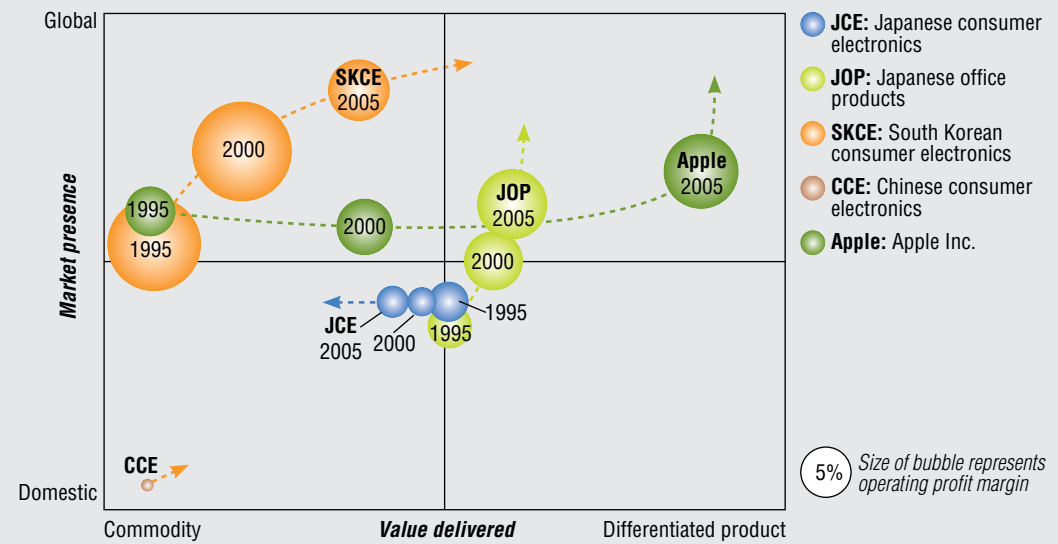 Global
Market presence
Domestic
Commodity
Value delivered
Differentiated product
SKCE
2005
2000
1995
1995
2000
JOP
2005
2000
1995
Apple
2005
JCE
2005
2000
1995
CCE
JCE: Japanese consumer
electronics
JOP: Japanese office
products
SKCE: South Korean
consumer electronics
CCE: Chinese consumer
electronics
Apple: Apple Inc.
5%
Size of bubble represents
operating profit margin